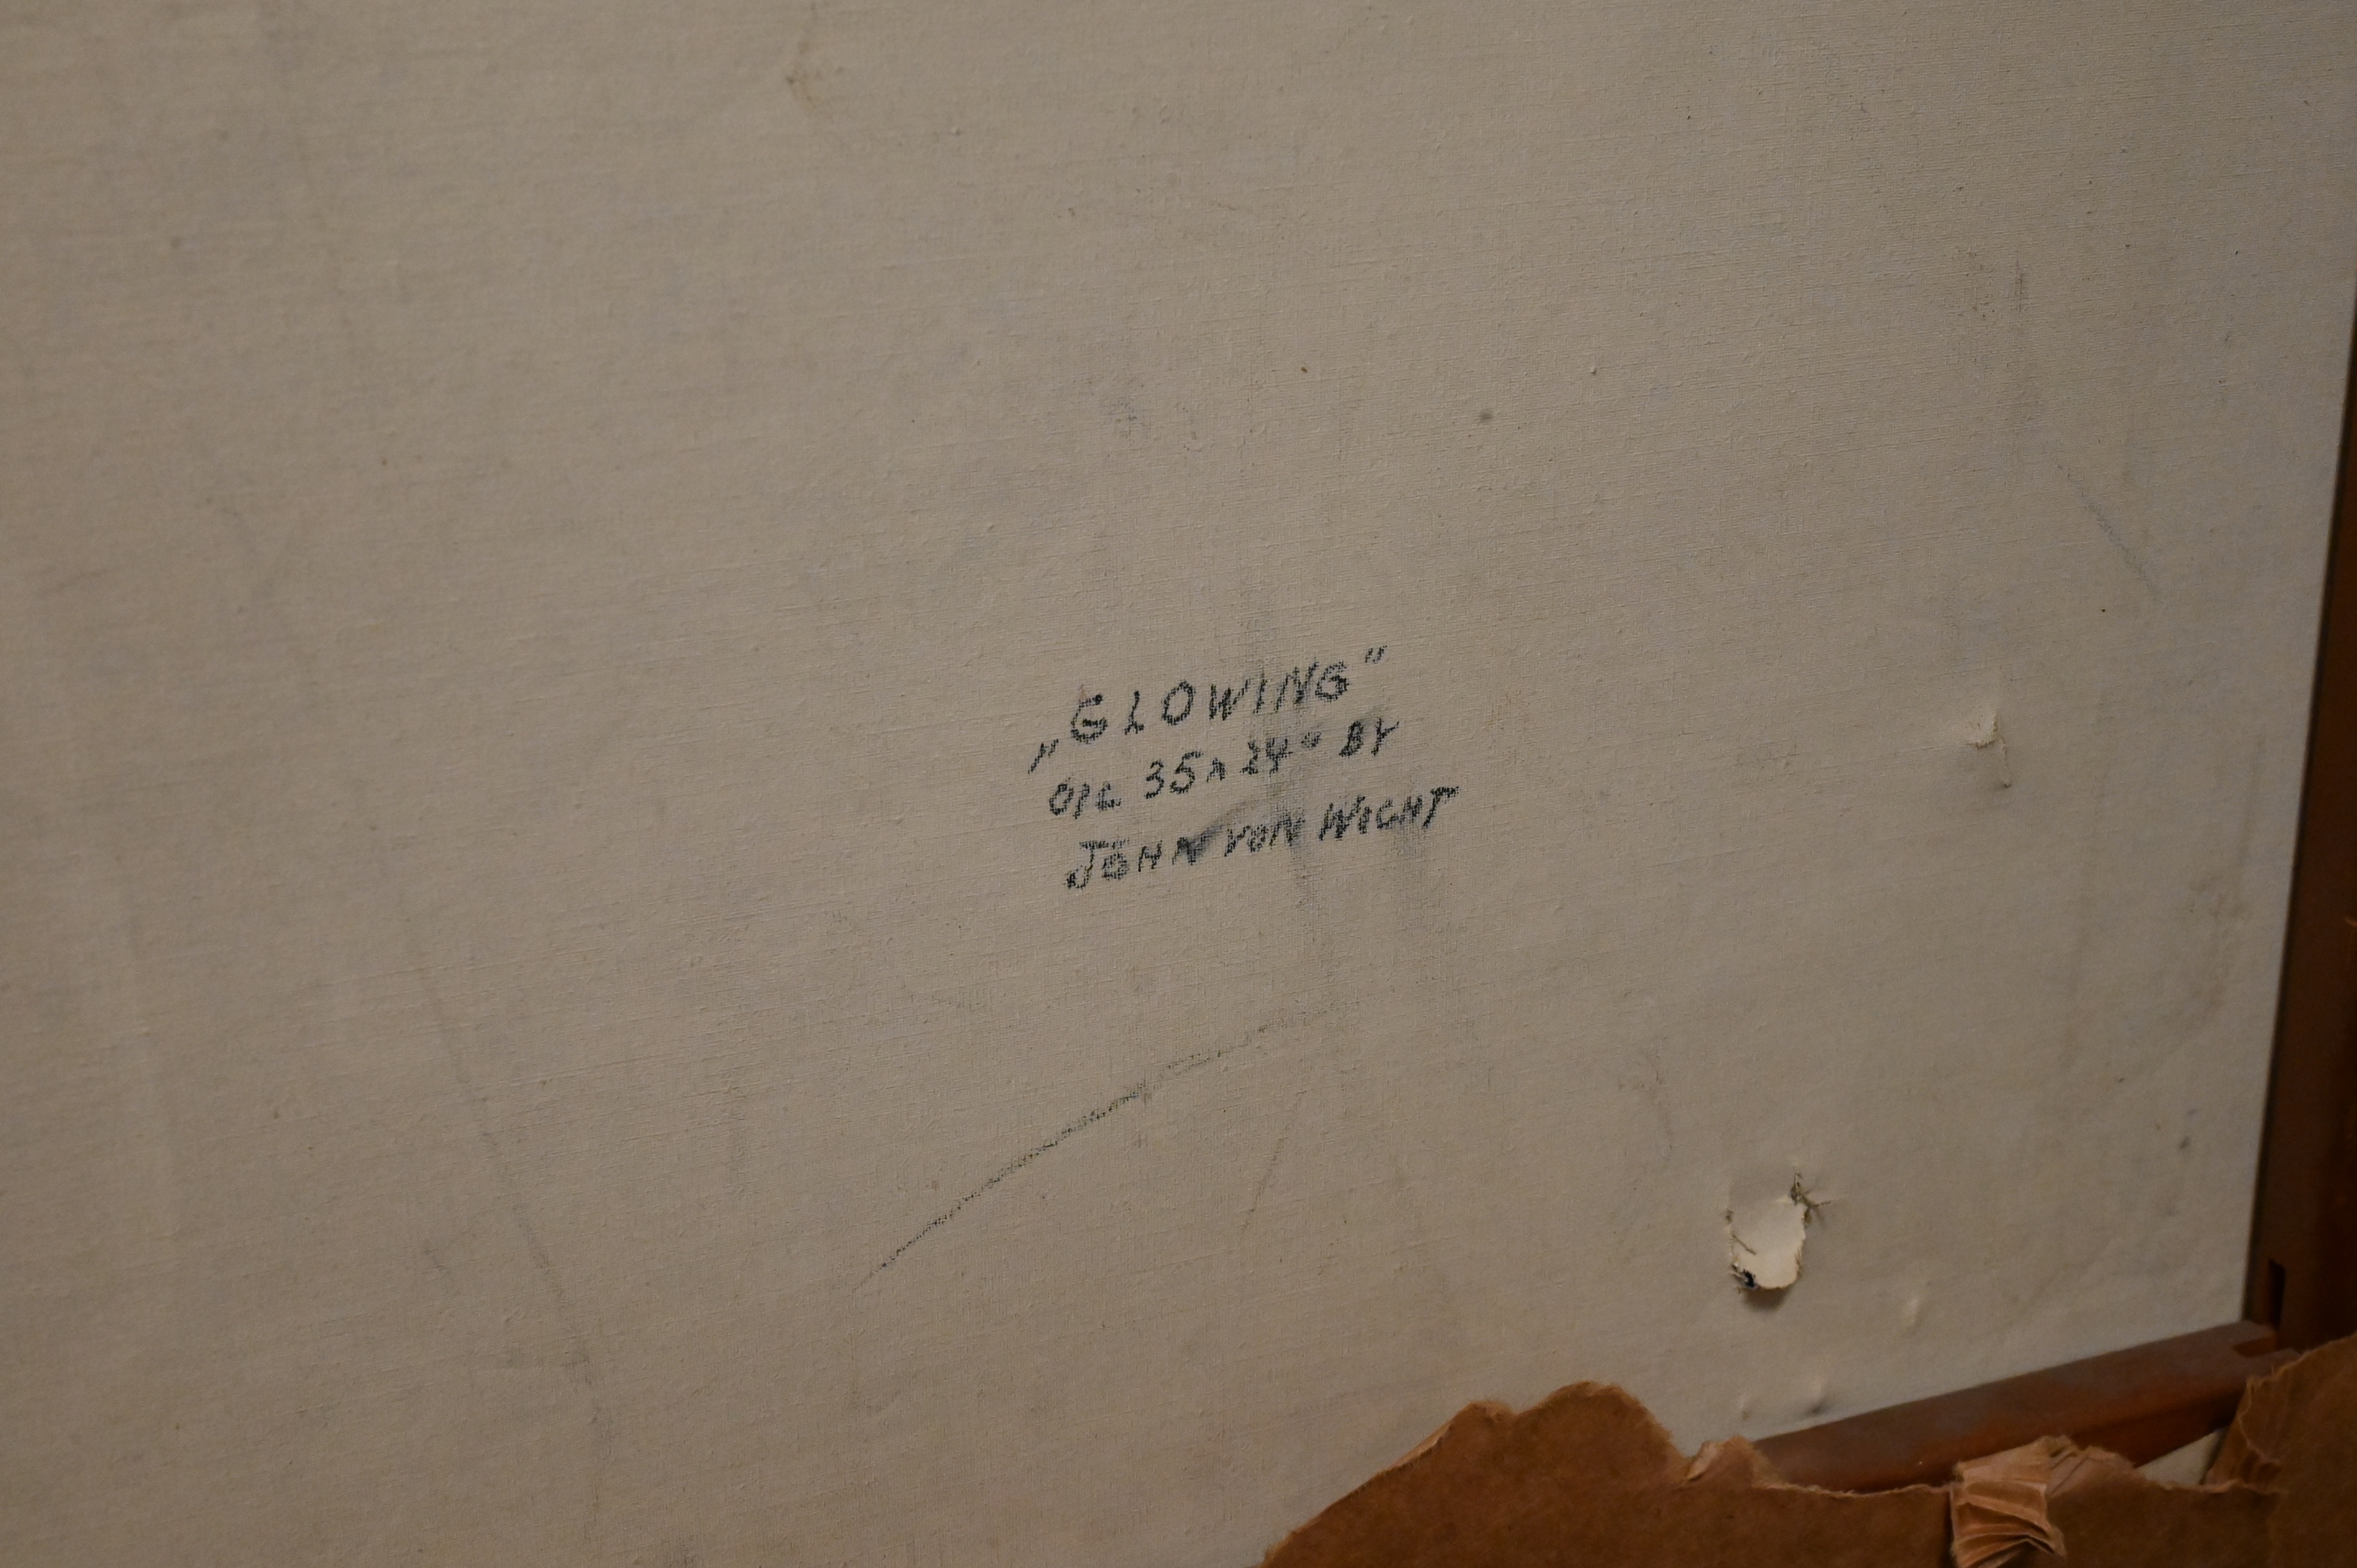 „GLOWING"
OIL 35 x 24" BY
JOHN VON WICHT